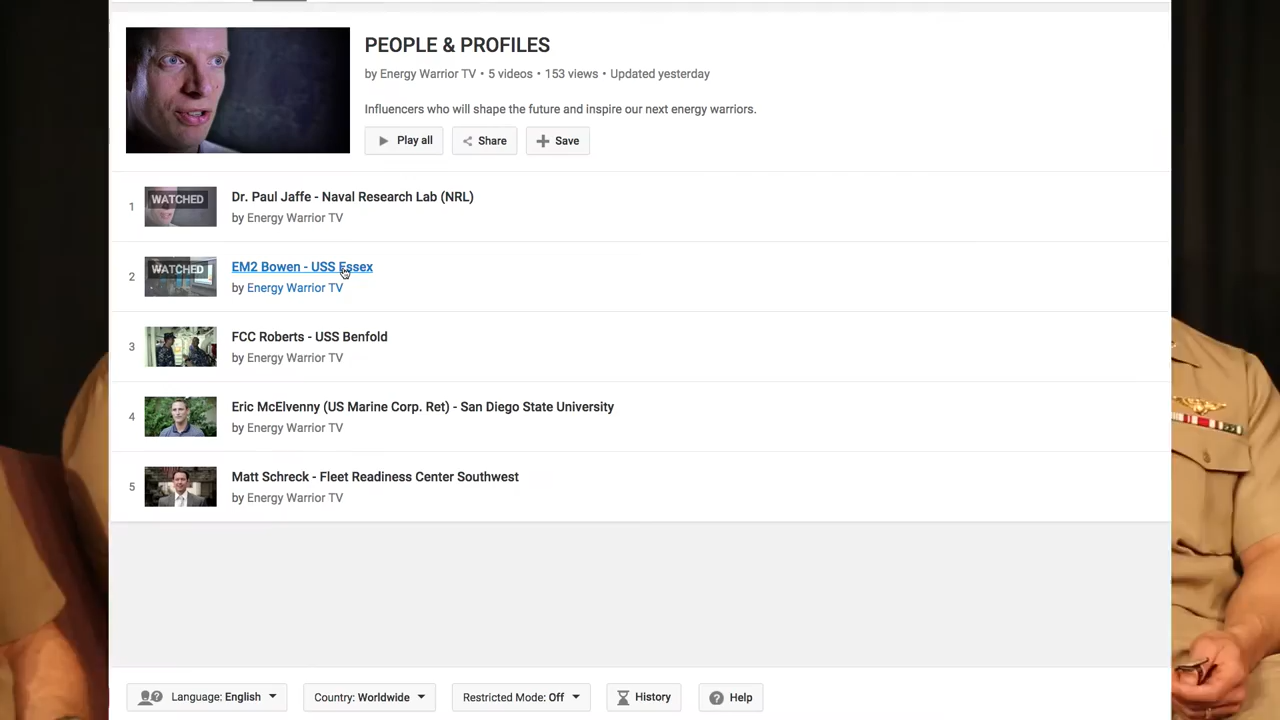 PEOPLE & PROFILES
by Energy Warrior TV • 5 videos • 153 views • Updated yesterday
Influencers who will shape the future and inspire our next energy warriors.
Play all Share Save
1 WATCHED Dr. Paul Jaffe - Naval Research Lab (NRL)
by Energy Warrior TV
2 WATCHED EM2 Bowen - USS Essex
by Energy Warrior TV
3 FCC Roberts - USS Benfold
by Energy Warrior TV
4 Eric McElvenny (US Marine Corp. Ret) - San Diego State University
by Energy Warrior TV
5 Matt Schreck - Fleet Readiness Center Southwest
by Energy Warrior TV
Language: English Country: Worldwide Restricted Mode: Off History Help